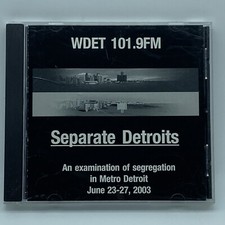 WDET 101.9FM
Separate Detroits
An examination of segregation
in Metro Detroit
June 23-27, 2003